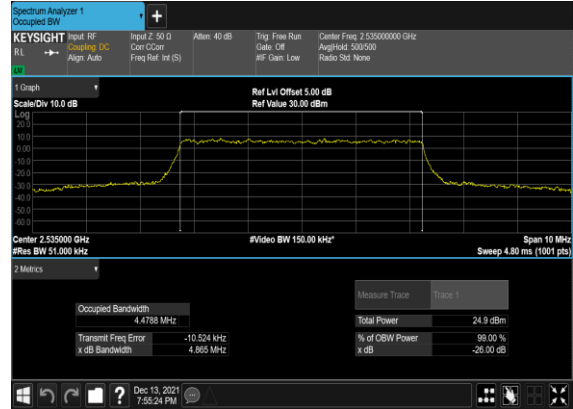 Spectrum Analyzer 1
Occupied BW
+
KEYSIGHT Input: RF Input Z: 50 Ω Atten: 40 dB Trig: Free Run Center Freq: 2.535000000 GHz
RL Coupling: DC Corr CCorr Gate: Off Avg|Hold: 500/500
Align: Auto Freq Ref: Int (S) #IF Gain: Low Radio Std: None
LM
1 Graph
Ref Lvl Offset 5.00 dB
Scale/Div 10.0 dB Ref Value 30.00 dBm
Log
20.0
10.0
0.00
-10.0
-20.0
-30.0
-40.0
-50.0
-60.0
Center 2.535000 GHz #Video BW 150.00 kHz* Span 10 MHz
#Res BW 51.000 kHz Sweep 4.80 ms (1001 pts)
2 Metrics
Measure Trace Trace 1
Occupied Bandwidth
4.4788 MHz Total Power 24.9 dBm
Transmit Freq Error -10.524 kHz % of OBW Power 99.00 %
x dB Bandwidth 4.865 MHz x dB -26.00 dB
? Dec 13, 2021
7:55:24 PM